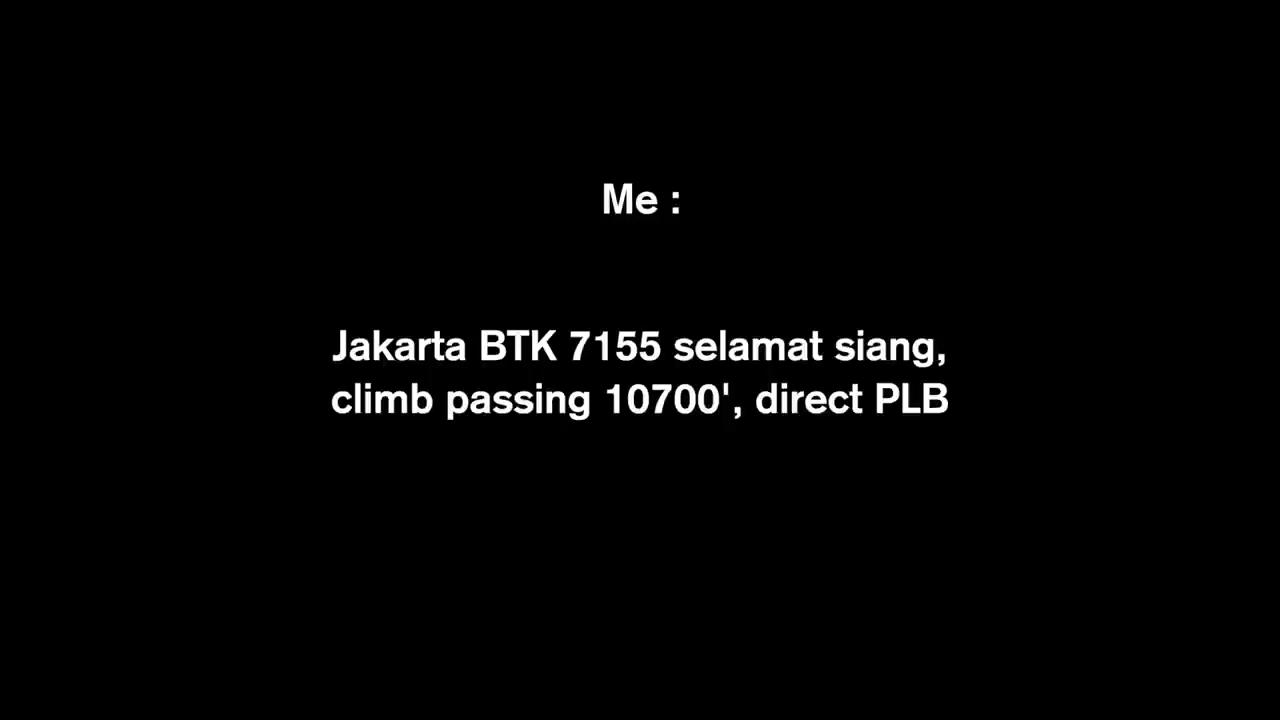 Me :
Jakarta BTK 7155 selamat siang,
climb passing 10700', direct PLB